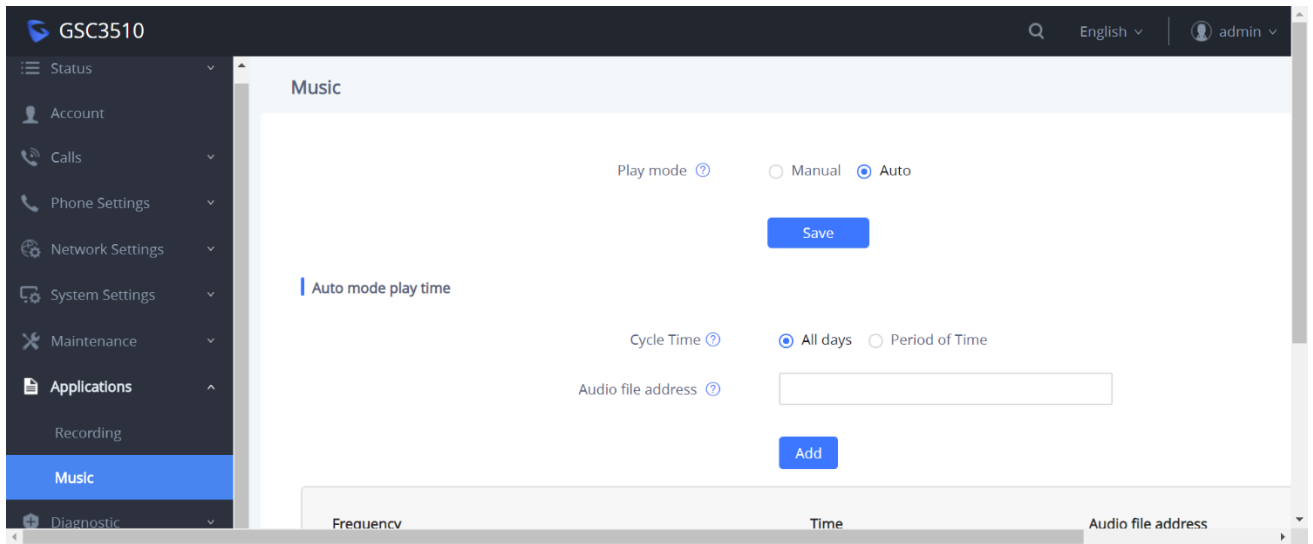 GSC3510
English
admin
Status
Account
Calls
Phone Settings
Network Settings
System Settings
Maintenance
Applications
Recording
Music
Diagnostic
Music
Play mode ? Manual Auto
Save
Auto mode play time
Cycle Time ? All days Period of Time
Audio file address ?
Add
Frequency Time Audio file address